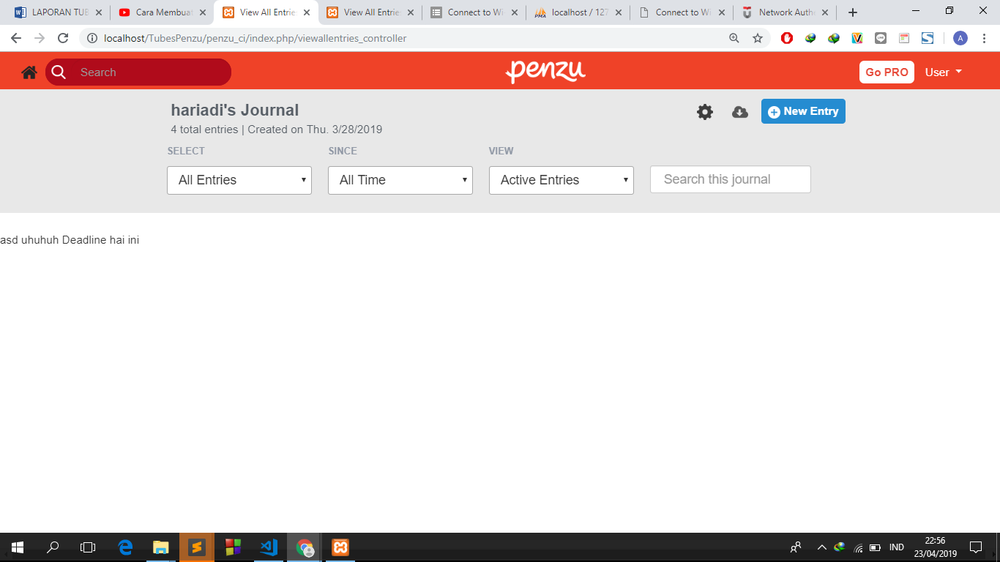 LAPORAN TUB
Cara Membuat
View All Entrie
View All Entrie
Connect to Wi
localhost / 127
Connect to Wi
Network Authe
localhost/TubesPenzu/penzu_ci/index.php/viewallentries_controller
A
Search
penzu
Go PRO
User
hariadi's Journal
New Entry
4 total entries | Created on Thu. 3/28/2019
SELECT
SINCE
VIEW
All Entries
All Time
Active Entries
Search this journal
asd uhuhuh Deadline hai ini
IND
22:56
23/04/2019